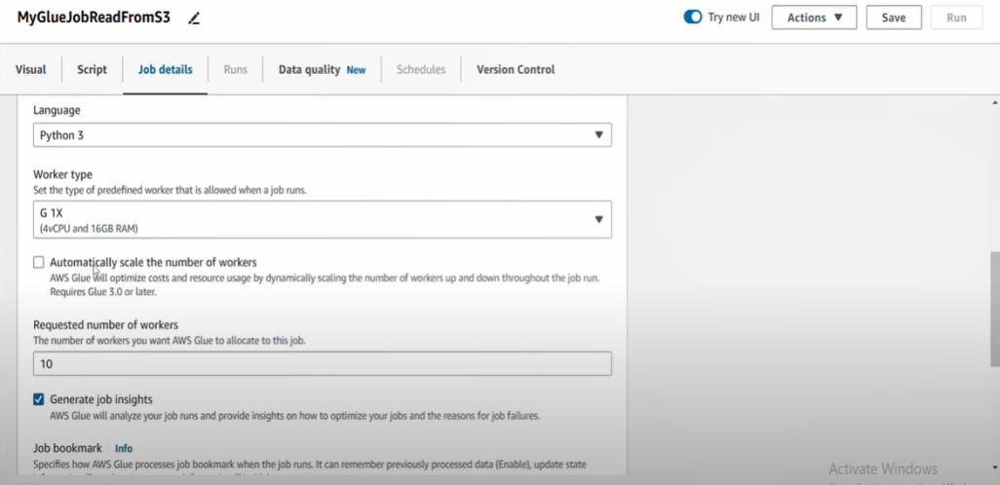 MyGlueJobReadFromS3
Try new UI
Actions
Save
Run
Visual
Script
Job details
Runs
Data quality New
Schedules
Version Control
Language
Python 3
Worker type
Set the type of predefined worker that is allowed when a job runs.
G 1X
(4vCPU and 16GB RAM)
Automatically scale the number of workers
AWS Glue will optimize costs and resource usage by dynamically scaling the number of workers up and down throughout the job run.
Requires Glue 3.0 or later.
Requested number of workers
The number of workers you want AWS Glue to allocate to this job.
10
Generate job insights
AWS Glue will analyze your job runs and provide insights on how to optimize your jobs and the reasons for job failures.
Job bookmark Info
Specifies how AWS Glue processes job bookmark when the job runs. It can remember previously processed data (Enable), update state
Activate Windows